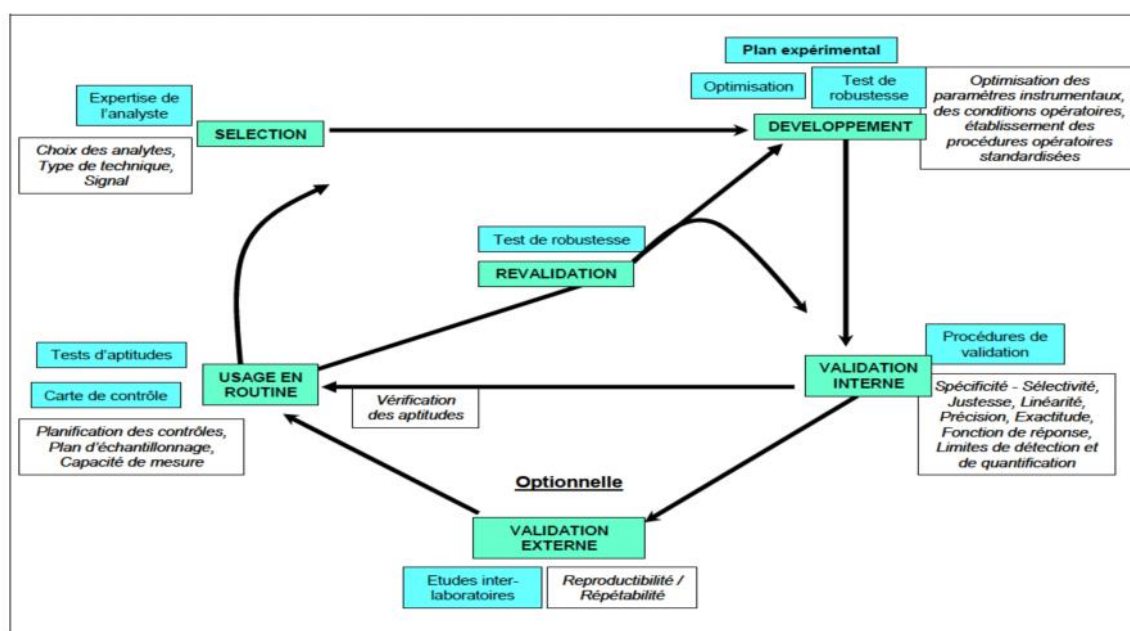 Plan expérimental
Optimisation
Test de
robustesse
Optimisation des
paramètres instrumentaux,
des conditions opératoires,
établissement des
procédures opératoires
standardisées
Expertise de
l'analyste
SELECTION
DEVELOPPEMENT
Choix des analytes,
Type de technique,
Signal
Test de robustesse
REVALIDATION
Tests d'aptitudes
Carte de contrôle
USAGE EN
ROUTINE
Planification des contrôles,
Plan d'échantillonnage,
Capacité de mesure
Vérification
des aptitudes
VALIDATION
INTERNE
Procédures de
validation
Spécificité - Sélectivité,
Justesse, Linéarité,
Précision, Exactitude,
Fonction de réponse,
Limites de détection et
de quantification
Optionnelle
VALIDATION
EXTERNE
Etudes inter-
laboratoires
Reproductibilité /
Répétabilité